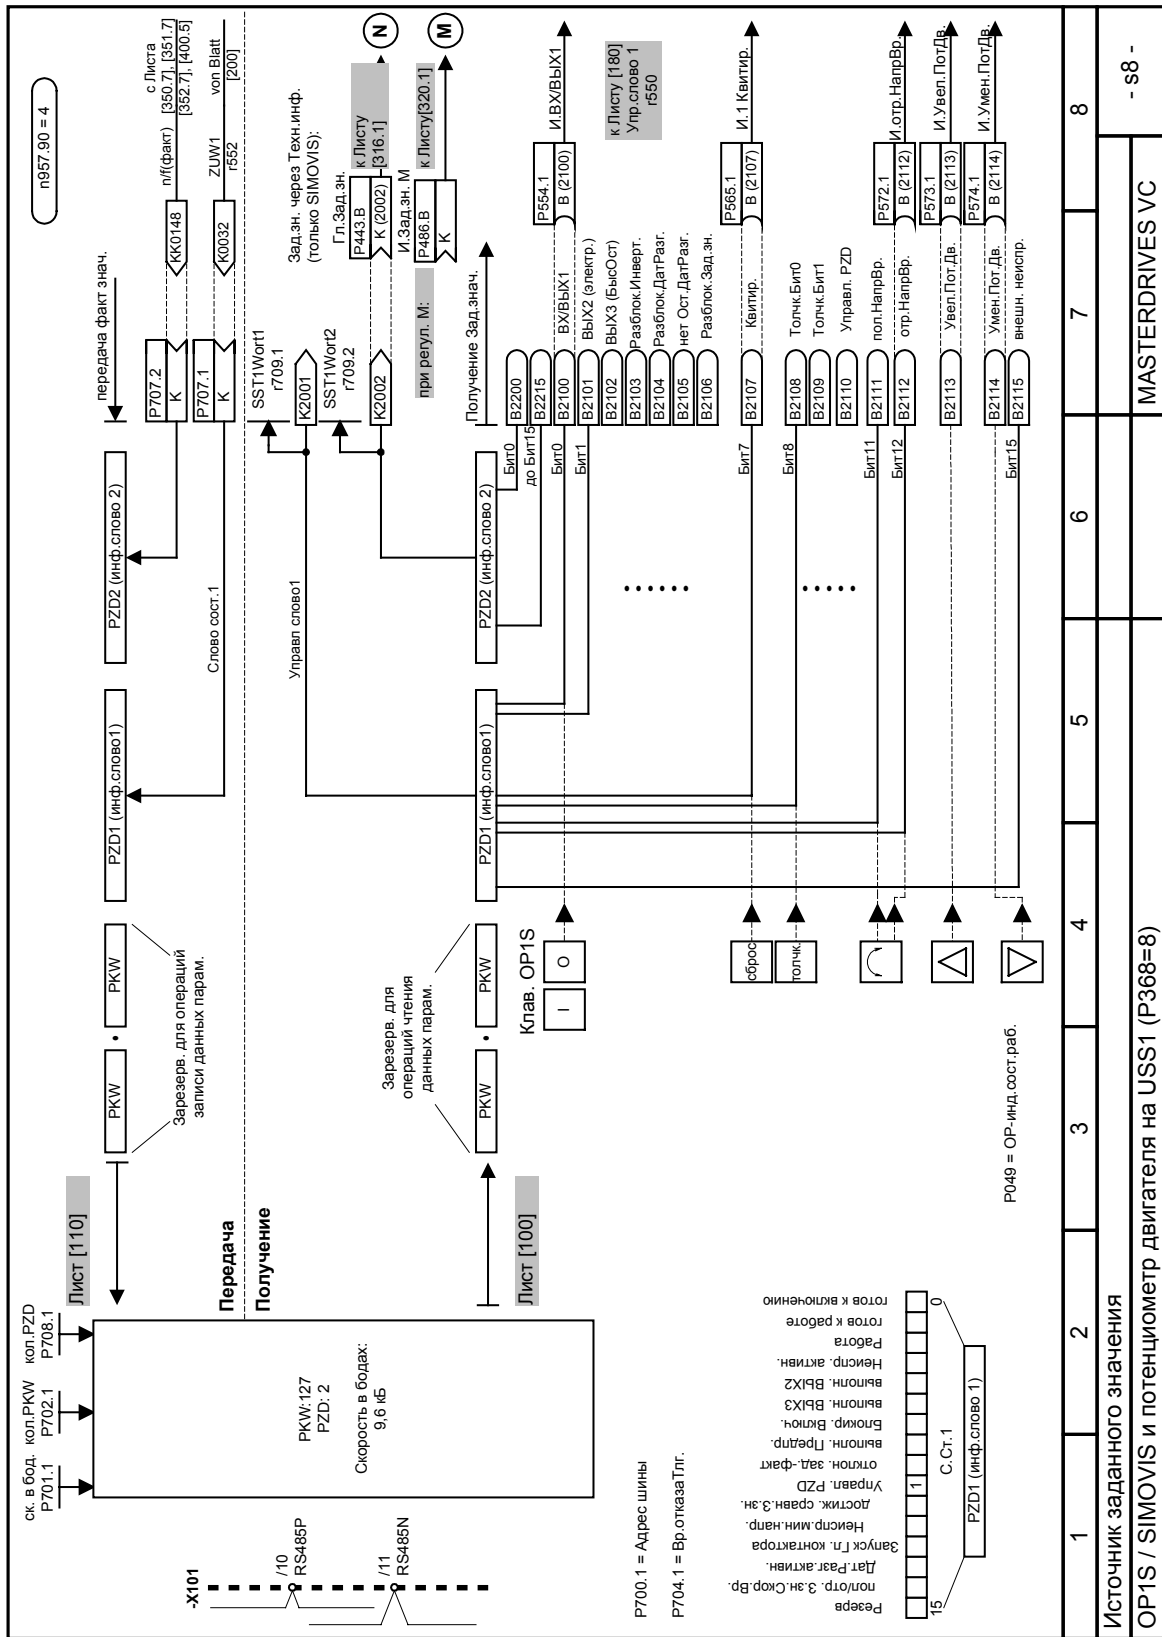 n957.90 = 4
ск. в бод.
P701.1
кол.PKW
P702.1
кол.PZD
P708.1
Лист [110]
PKW
PKW
Зарезерв. для операций
записи данных парам.
PZD1 (инф.слово1)
PZD2 (инф.слово 2)
передача факт знач.
P707.2
K
KK0148
n/f(факт)
с Листа
[350.7], [351.7]
[352.7], [400.5]
P707.1
K
K0032
ZUW1
r552
von Blatt
[200]
Слово сост.1
Передача
Получение
-X101
/10
RS485P
/11
RS485N
PKW:127
PZD: 2
Скорость в бодах:
9,6 кБ
Управл слово1
SST1Wort1
r709.1
K2001
SST1Wort2
r709.2
K2002
Зад.зн. через Техн.инф.
(только SIMOVIS):
Гл.Зад.зн.
P443.B
K (2002)
к Листу
[316.1]
N
при регул. М:
И.Зад.зн. М
P486.B
K
к Листу[320.1]
M
Лист [100]
PKW
PKW
Зарезерв. для
операций чтения
данных парам.
PZD1 (инф.слово1)
PZD2 (инф.слово 2)
Получение Зад.знач.
Бит0
B2200
до Бит15
B2215
Клав. OP1S
I
O
Бит0
B2100
ВХ/ВЫХ1
P554.1
B (2100)
И.ВХ/ВЫХ1
Бит1
B2101
ВЫХ2 (электр.)
B2102
ВЫХ3 (БысОст)
B2103
Разблок.Инверт.
B2104
Разблок.ДатРазг.
B2105
нет Ост.ДатРазг.
B2106
Разблок.Зад.зн.
к Листу [180]
Упр.слово 1
r550
сброс
Бит7
B2107
Квитир.
P565.1
B (2107)
И.1 Квитир.
толчк.
Бит8
B2108
Толчк.Бит0
B2109
Толчк.Бит1
B2110
Управл. PZD
Бит11
B2111
пол.НапрВр.
Бит12
B2112
отр.НапрВр.
P572.1
B (2112)
И.отр.НапрВр.
B2113
Увел.Пот.Дв.
P573.1
B (2113)
И.Увел.ПотДв.
B2114
Умен.Пот.Дв.
P574.1
B (2114)
И.Умен.ПотДв.
Бит15
B2115
внешн. неиспр.
P049 = OP-инд.сост.раб.
P700.1 = Адрес шины
P704.1 = Вр.отказаТлг.
Резерв
пол/отр. З.зн.Скор.Вр.
Дат.Разг.активн.
Запуск Гл. контактора
Неиспр.мин.напр.
достиж. сравн.З.зн.
Управл. PZD
отклон. зад.-факт
выполн. Предпр.
Блокир. Включ.
выполн. ВЫХ3
выполн. ВЫХ2
Неиспр. активн.
Работа
готов к работе
готов к включению
1
15
0
С.Ст.1
PZD1 (инф.слово 1)
1
2
3
4
5
6
7
8
Источник заданного значения
OP1S / SIMOVIS и потенциометр двигателя на USS1 (P368=8)
MASTERDRIVES VC
- s8 -